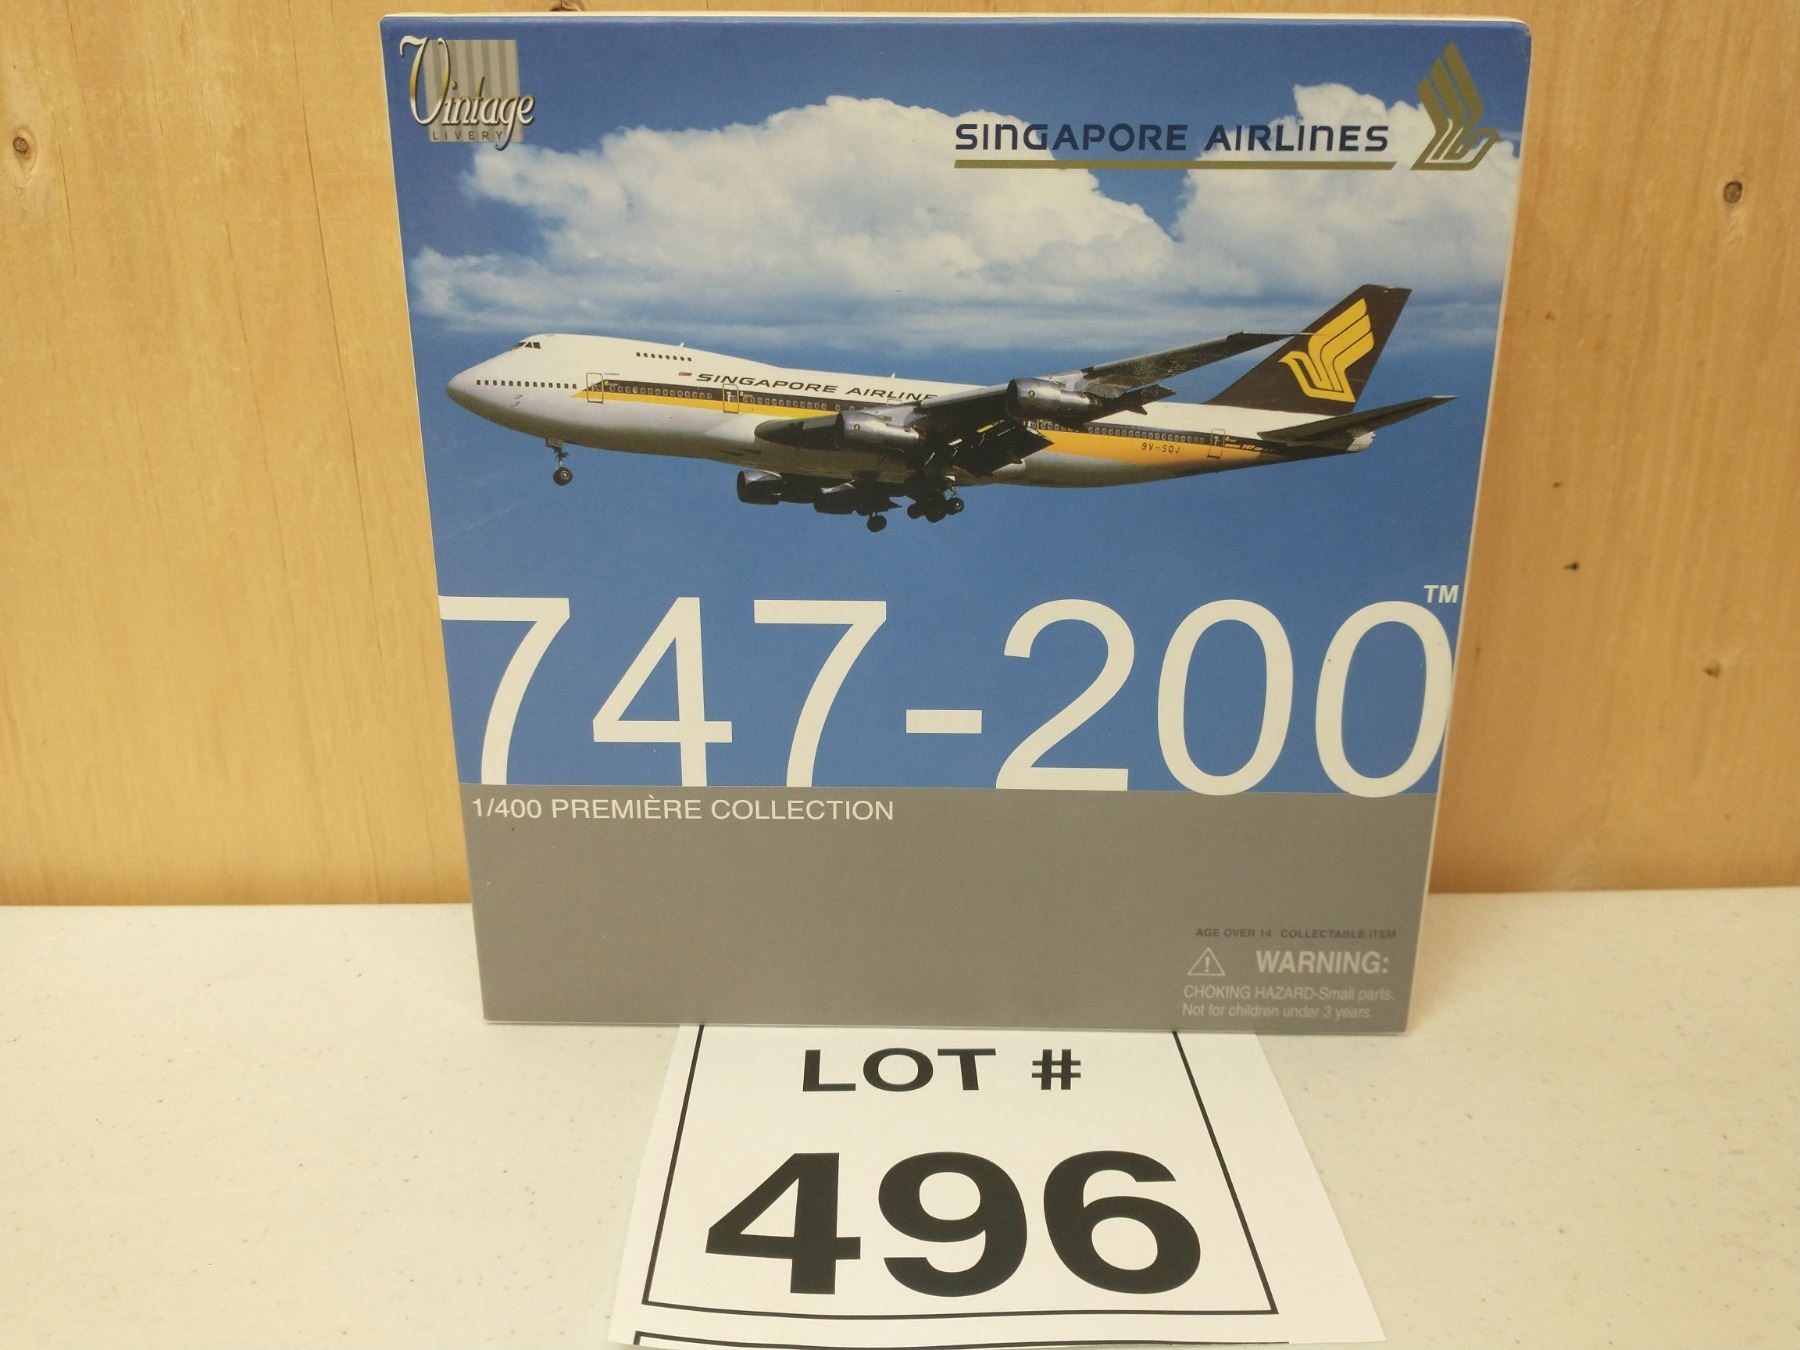 Vintage
LIVERY
SINGAPORE AIRLINES
SINGAPORE AIRLINE
9V-SQJ
747-200™
1/400 PREMIÈRE COLLECTION
AGE OVER 14 COLLECTABLE ITEM
WARNING:
CHOKING HAZARD-Small parts.
Not for children under 3 years.
LOT #
496